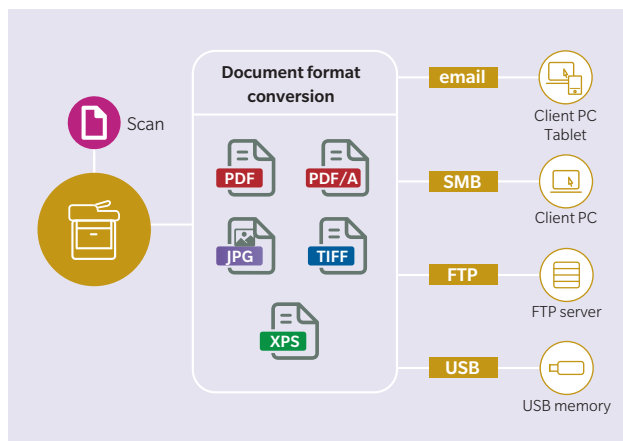 Scan
Document format
conversion
PDF
PDF/A
JPG
TIFF
XPS
email
Client PC
Tablet
SMB
Client PC
FTP
FTP server
USB
USB memory